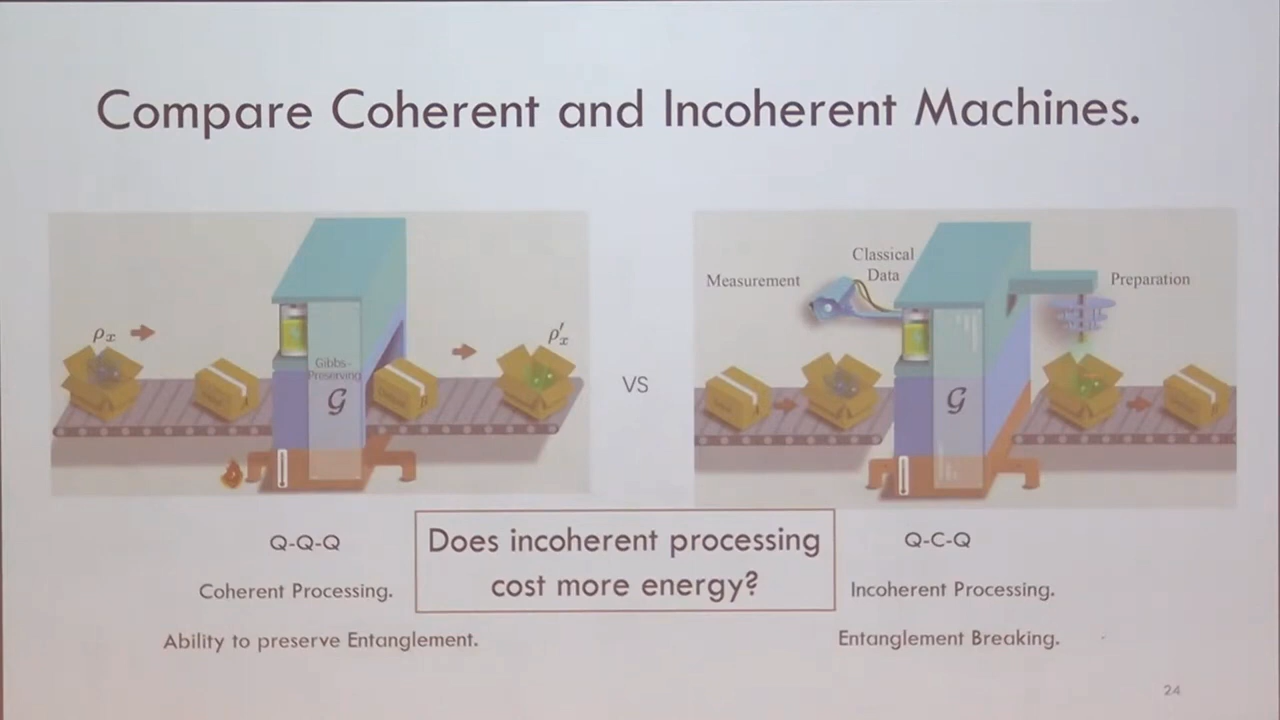 Compare Coherent and Incoherent Machines.
ρₓ
Gibbs-
Preserving
𝒢
ρ′ₓ
VS
Measurement
Classical
Data
Preparation
𝒢
Q-Q-Q
Coherent Processing.
Ability to preserve Entanglement.
Does incoherent processing
cost more energy?
Q-C-Q
Incoherent Processing.
Entanglement Breaking.
24